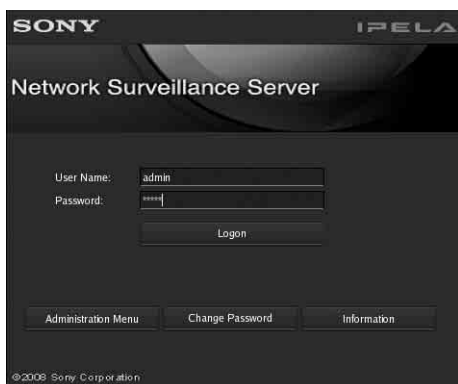 SONY
IPELA
Network Surveillance Server
User Name: admin
Password: *****
Logon
Administration Menu Change Password Information
©2008 Sony Corporation